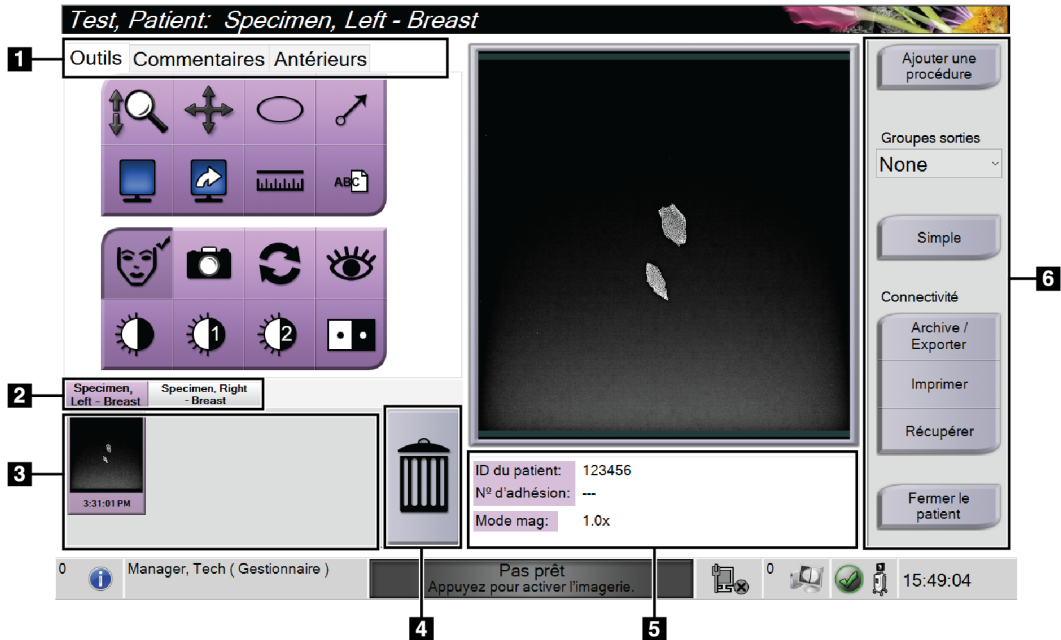 Test, Patient: Specimen, Left - Breast
1
Outils Commentaires Antérieurs
ABC
1
2
2
Specimen,
Left - Breast
Specimen, Right
- Breast
3
3:31:01 PM
4
ID du patient: 123456
Nº d'adhésion: ---
Mode mag: 1.0x
5
Ajouter une
procédure
Groupes sorties
None
Simple
Connectivité
Archive /
Exporter
Imprimer
Récupérer
Fermer le
patient
6
0
Manager, Tech ( Gestionnaire )
Pas prêt
Appuyez pour activer l'imagerie.
0
15:49:04